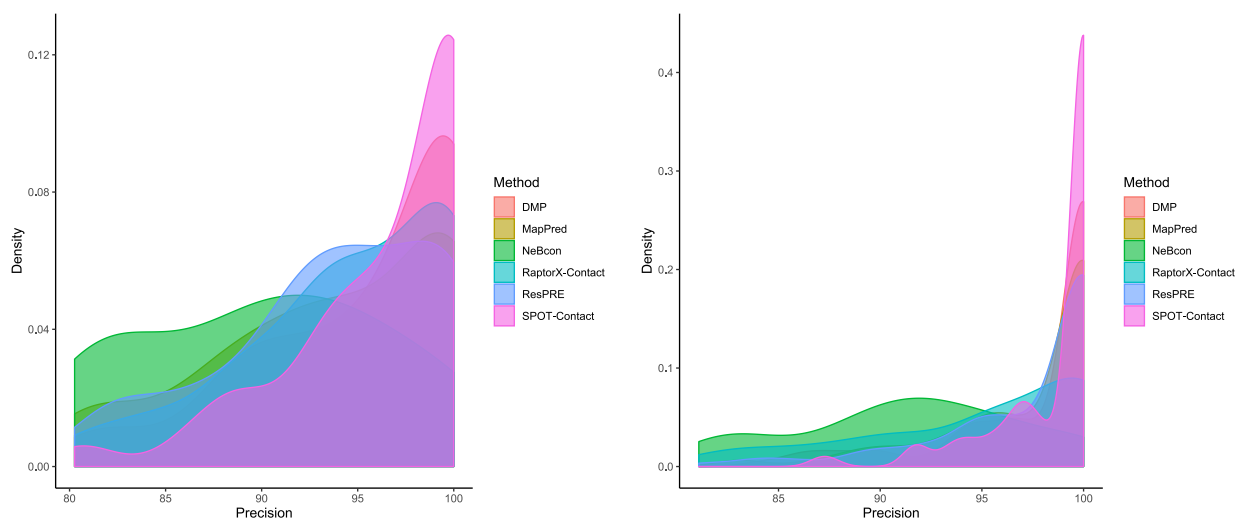 Density
0.12
0.08
0.04
0.00
80
85
90
95
100
Precision
Method
DMP
MapPred
NeBcon
RaptorX-Contact
ResPRE
SPOT-Contact
Density
0.4
0.3
0.2
0.1
0.0
85
90
95
100
Precision
Method
DMP
MapPred
NeBcon
RaptorX-Contact
ResPRE
SPOT-Contact